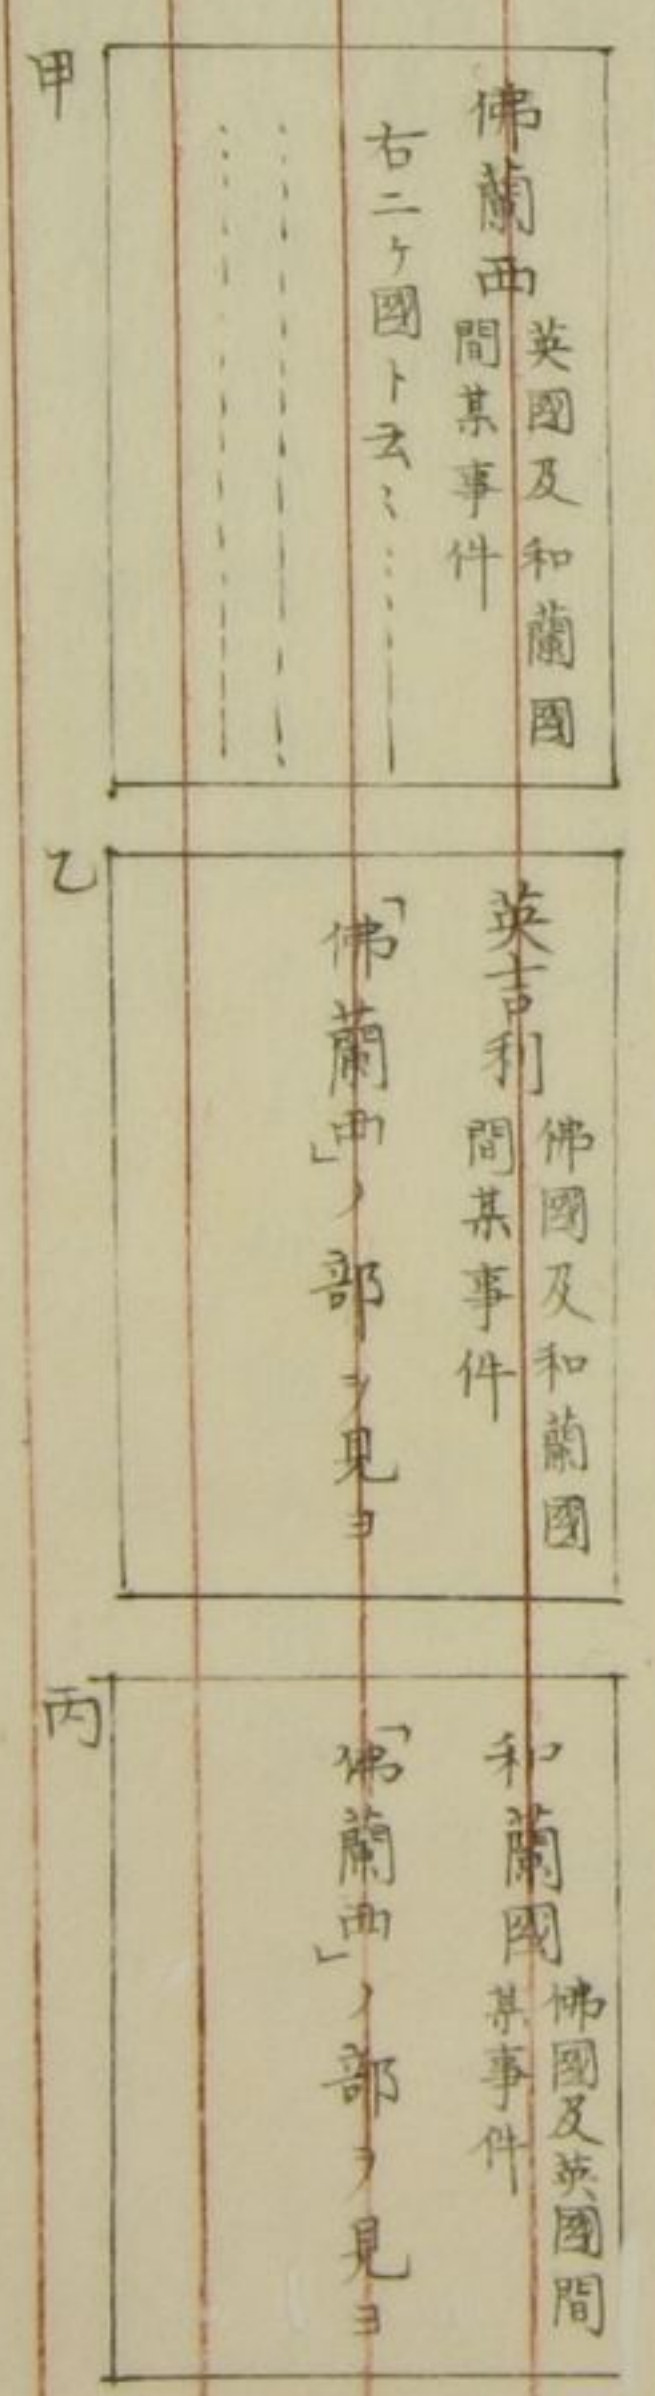 甲
佛蘭西
英國及和蘭國
間某事件
右二ヶ國ト云々
乙
英吉利
佛國及和蘭國
間某事件
「佛蘭西」ノ部ヲ見ヨ
丙
和蘭國
佛國及英國間
某事件
「佛蘭西」ノ部ヲ見ヨ